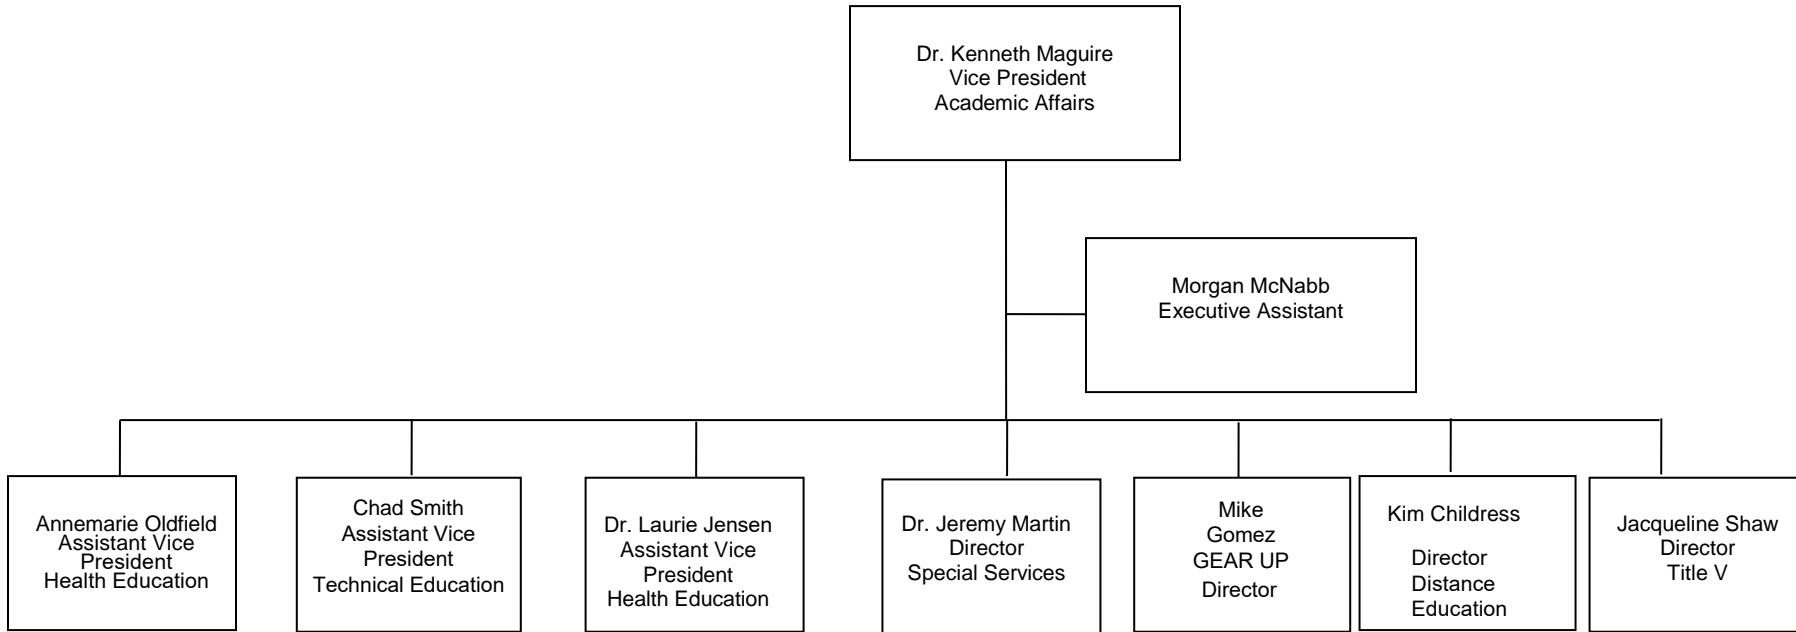 Dr. Kenneth Maguire
Vice President
Academic Affairs
Morgan McNabb
Executive Assistant
Annemarie Oldfield
Assistant Vice
President
Health Education
Chad Smith
Assistant Vice
President
Technical Education
Dr. Laurie Jensen
Assistant Vice
President
Health Education
Dr. Jeremy Martin
Director
Special Services
Mike
Gomez
GEAR UP
Director
Kim Childress
Director
Distance
Education
Jacqueline Shaw
Director
Title V